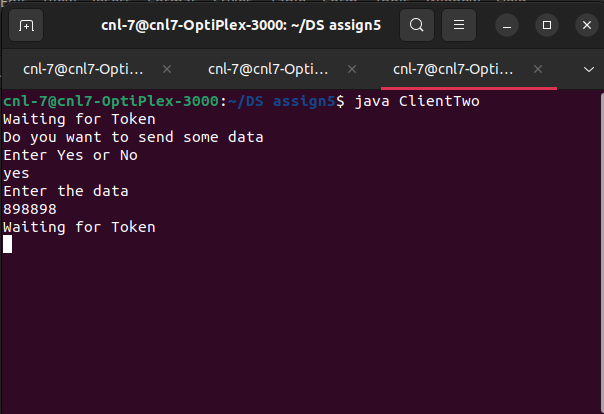 cnl-7@cnl7-OptiPlex-3000: ~/DS assign5
cnl-7@cnl7-Opti...
cnl-7@cnl7-Opti...
cnl-7@cnl7-Opti...
cnl-7@cnl7-OptiPlex-3000:~/DS assign5$ java ClientTwo
Waiting for Token
Do you want to send some data
Enter Yes or No
yes
Enter the data
898898
Waiting for Token